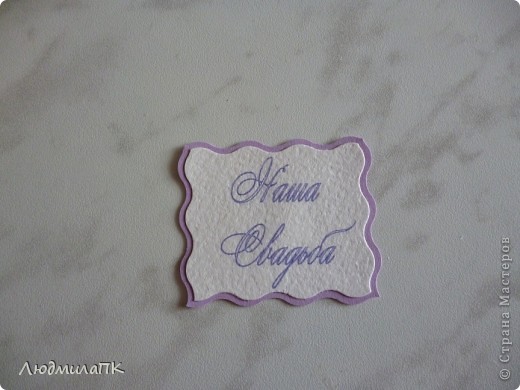 Наша
Свадьба
ЛюдмилаПК
© Страна Мастеров